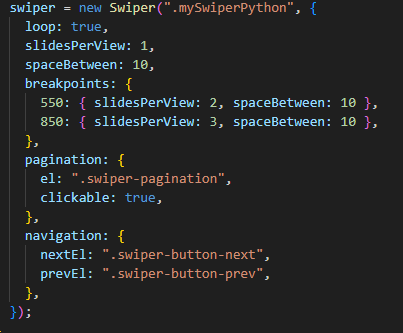 swiper = new Swiper(".mySwiperPython", {
  loop: true,
  slidesPerView: 1,
  spaceBetween: 10,
  breakpoints: {
    550: { slidesPerView: 2, spaceBetween: 10 },
    850: { slidesPerView: 3, spaceBetween: 10 },
  },
  pagination: {
    el: ".swiper-pagination",
    clickable: true,
  },
  navigation: {
    nextEl: ".swiper-button-next",
    prevEl: ".swiper-button-prev",
  },
});